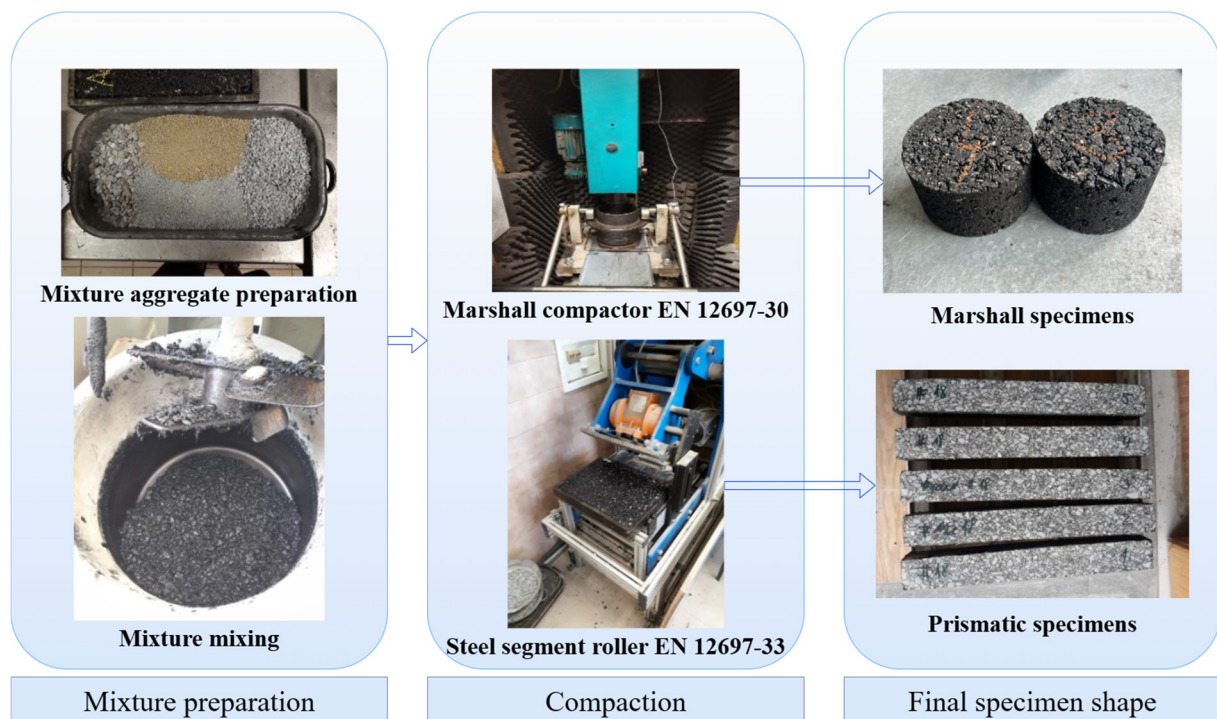 Mixture aggregate preparation
Mixture mixing
Mixture preparation
Marshall compactor EN 12697-30
Steel segment roller EN 12697-33
Compaction
Marshall specimens
Prismatic specimens
Final specimen shape